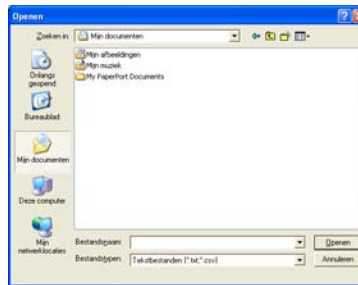 Openen
Zoeken in:
Mijn documenten
Mijn afbeeldingen
Mijn muziek
My PaperPort Documents
Onlangs
geopend
Bureaublad
Mijn documenten
Deze computer
Mijn
netwerklocaties
Bestandsnaam:
Openen
Bestandstypen:
Tekstbestanden (*.txt;*.csv)
Annuleren